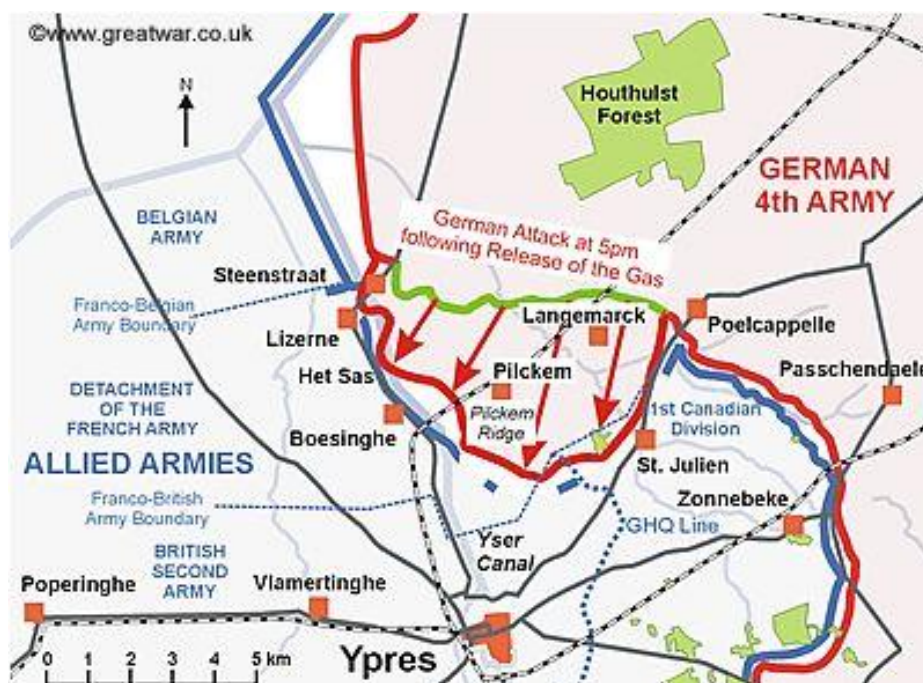 ©www.greatwar.co.uk
N
Houthulst
Forest
GERMAN
4th ARMY
BELGIAN
ARMY
German Attack at 5pm
following Release of the Gas
Steenstraat
Franco-Belgian
Army Boundary
Langemarck
Poelcappelle
Lizerne
Passchendaele
Het Sas
Pilckem
DETACHMENT
OF THE
FRENCH ARMY
Pilckem
Ridge
1st Canadian
Division
Boesinghe
ALLIED ARMIES
St. Julien
Franco-British
Army Boundary
Zonnebeke
GHQ Line
Yser
Canal
BRITISH
SECOND
ARMY
Poperinghe
Vlamertinghe
Ypres
0 1 2 3 4 5 km